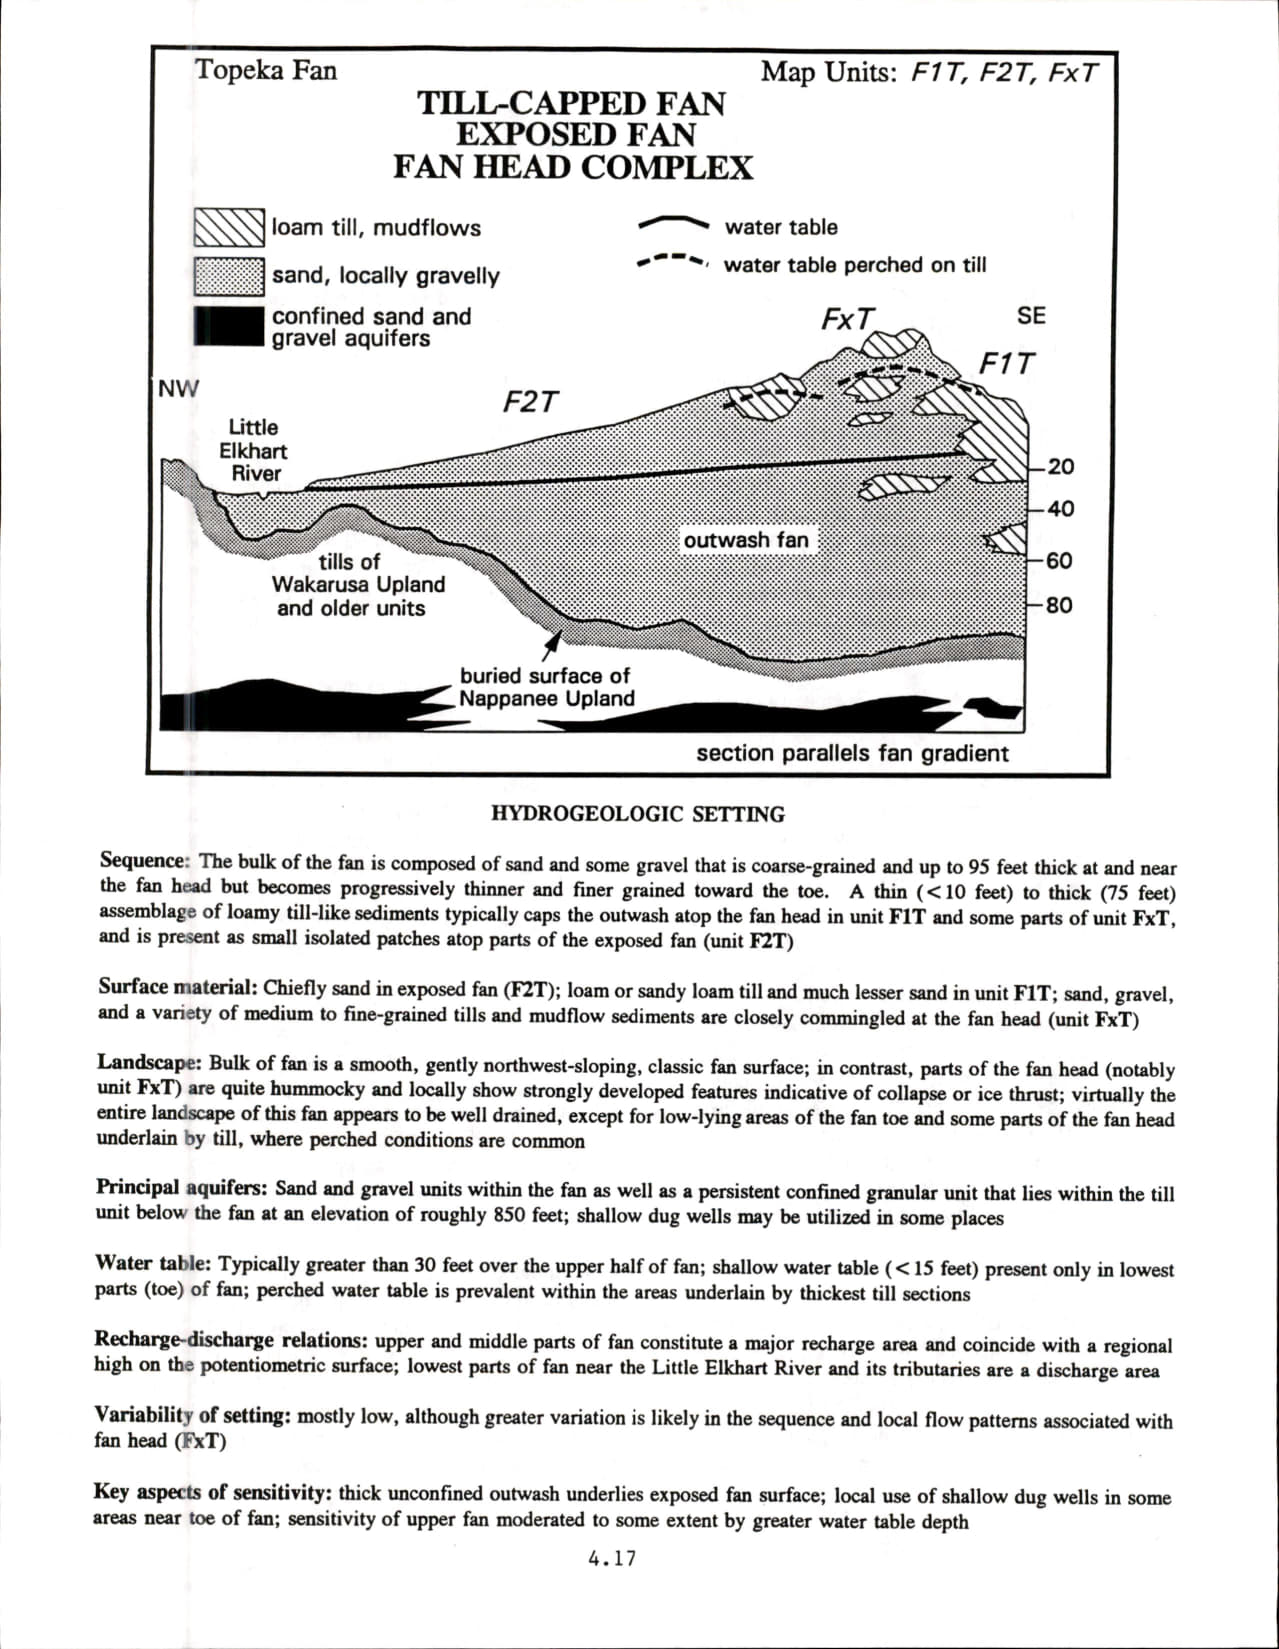 Topeka Fan
Map Units: F1T, F2T, FxT
TILL-CAPPED FAN
EXPOSED FAN
FAN HEAD COMPLEX
loam till, mudflows
water table
sand, locally gravelly
water table perched on till
confined sand and
gravel aquifers
FxT
SE
F1T
NW
F2T
Little
Elkhart
River
20
40
outwash fan
60
tills of
Wakarusa Upland
and older units
80
buried surface of
Nappanee Upland
section parallels fan gradient
HYDROGEOLOGIC SETTING
Sequence: The bulk of the fan is composed of sand and some gravel that is coarse-grained and up to 95 feet thick at and near
the fan head but becomes progressively thinner and finer grained toward the toe. A thin (<10 feet) to thick (75 feet)
assemblage of loamy till-like sediments typically caps the outwash atop the fan head in unit F1T and some parts of unit FxT,
and is present as small isolated patches atop parts of the exposed fan (unit F2T)
Surface material: Chiefly sand in exposed fan (F2T); loam or sandy loam till and much lesser sand in unit F1T; sand, gravel,
and a variety of medium to fine-grained tills and mudflow sediments are closely commingled at the fan head (unit FxT)
Landscape: Bulk of fan is a smooth, gently northwest-sloping, classic fan surface; in contrast, parts of the fan head (notably
unit FxT) are quite hummocky and locally show strongly developed features indicative of collapse or ice thrust; virtually the
entire landscape of this fan appears to be well drained, except for low-lying areas of the fan toe and some parts of the fan head
underlain by till, where perched conditions are common
Principal aquifers: Sand and gravel units within the fan as well as a persistent confined granular unit that lies within the till
unit below the fan at an elevation of roughly 850 feet; shallow dug wells may be utilized in some places
Water table: Typically greater than 30 feet over the upper half of fan; shallow water table (<15 feet) present only in lowest
parts (toe) of fan; perched water table is prevalent within the areas underlain by thickest till sections
Recharge-discharge relations: upper and middle parts of fan constitute a major recharge area and coincide with a regional
high on the potentiometric surface; lowest parts of fan near the Little Elkhart River and its tributaries are a discharge area
Variability of setting: mostly low, although greater variation is likely in the sequence and local flow patterns associated with
fan head (FxT)
Key aspects of sensitivity: thick unconfined outwash underlies exposed fan surface; local use of shallow dug wells in some
areas near toe of fan; sensitivity of upper fan moderated to some extent by greater water table depth
4.17